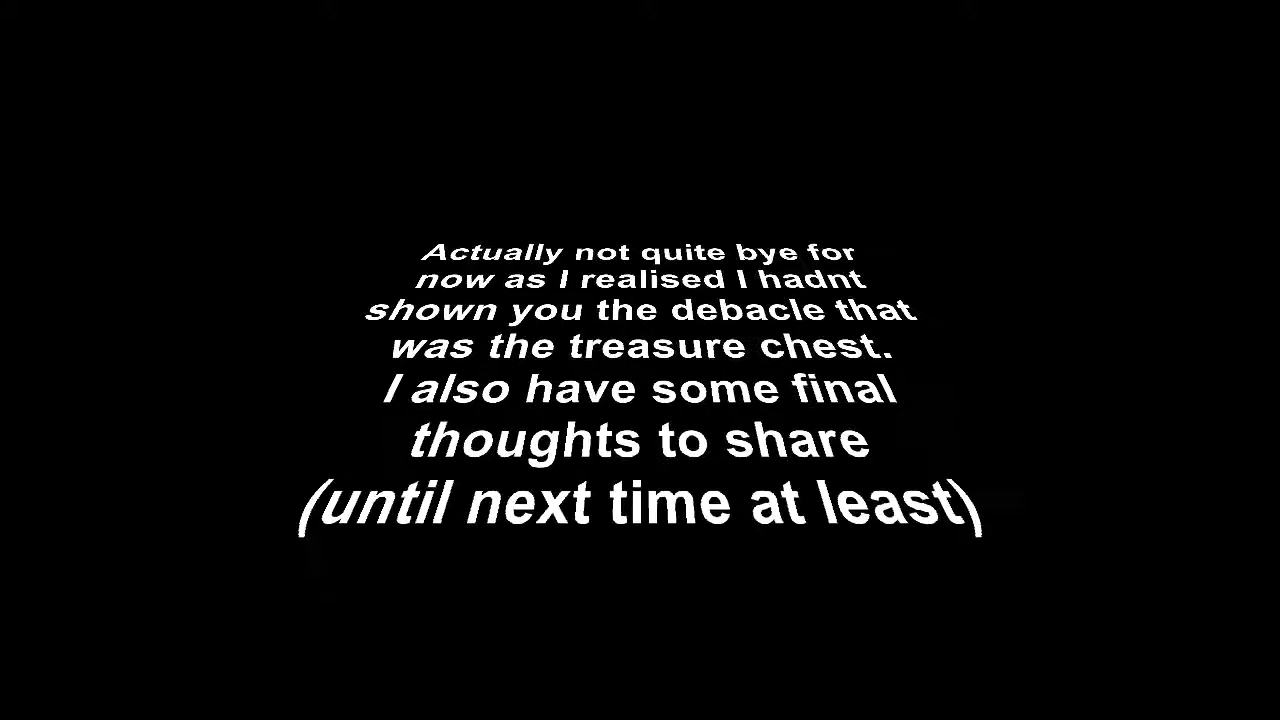 Actually not quite bye for
now as I realised I hadnt
shown you the debacle that
was the treasure chest.
I also have some final
thoughts to share
(until next time at least)